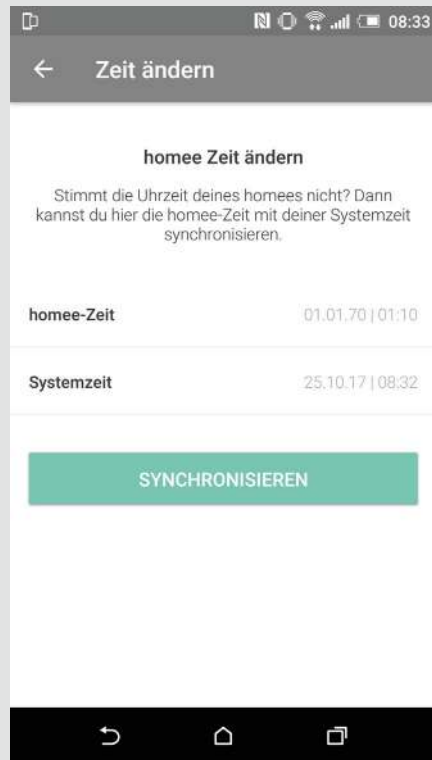 08:33
Zeit ändern
homee Zeit ändern
Stimmt die Uhrzeit deines homees nicht? Dann
kannst du hier die homee-Zeit mit deiner Systemzeit
synchronisieren.
homee-Zeit 01.01.70 | 01:10
Systemzeit 25.10.17 | 08:32
SYNCHRONISIEREN